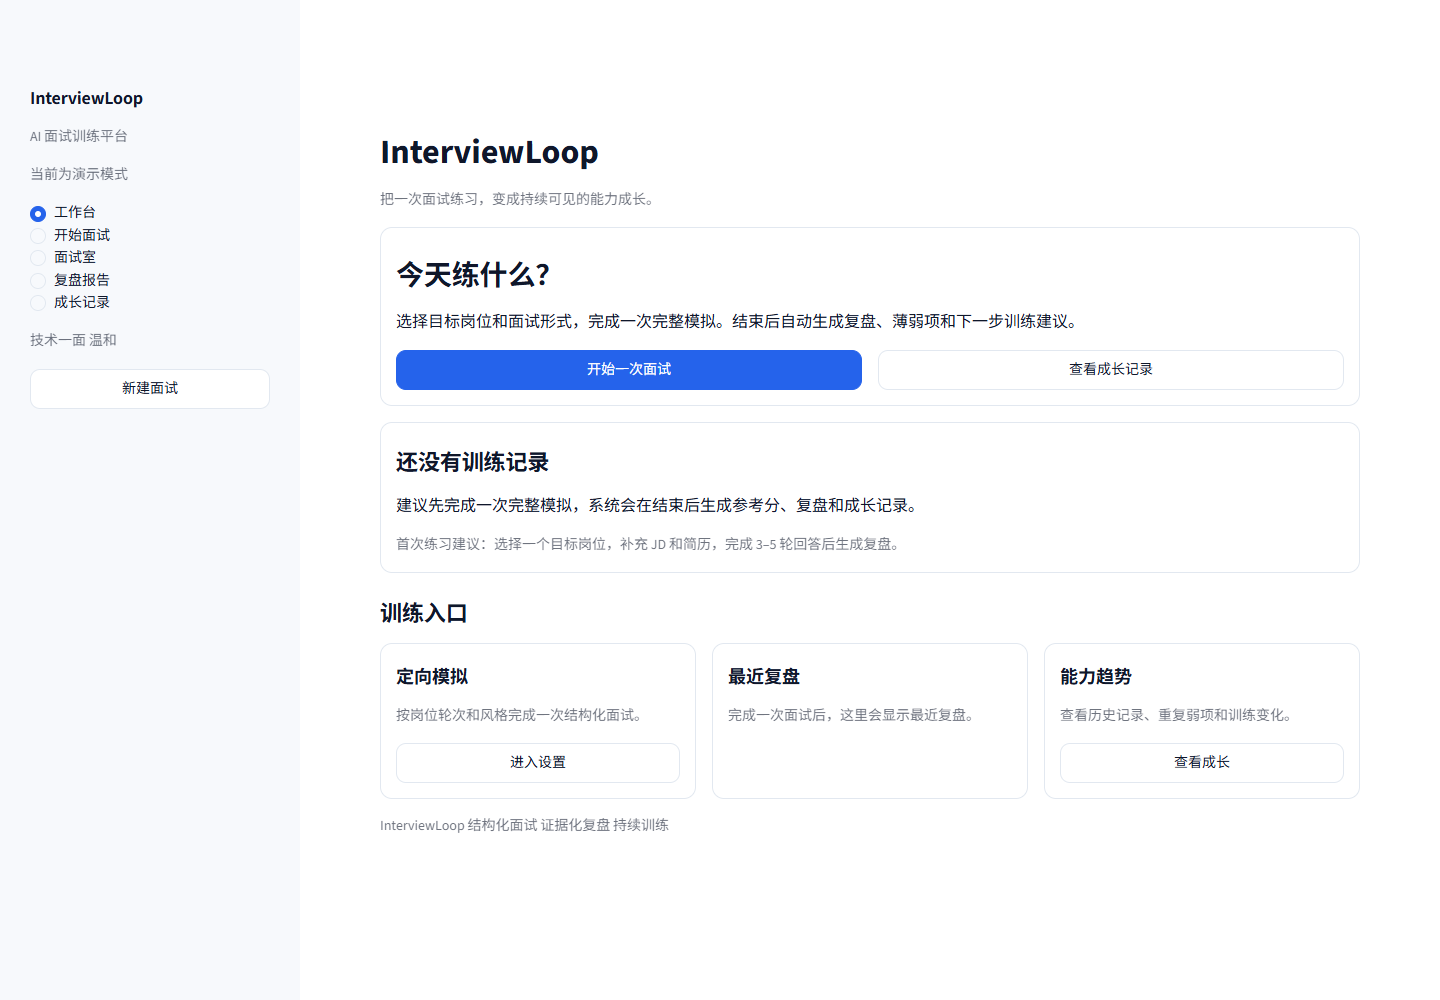 InterviewLoop
AI 面试训练平台
当前为演示模式
工作台
开始面试
面试室
复盘报告
成长记录
技术一面 温和
新建面试
InterviewLoop
把一次面试练习，变成持续可见的能力成长。
今天练什么？
选择目标岗位和面试形式，完成一次完整模拟。结束后自动生成复盘、薄弱项和下一步训练建议。
开始一次面试
查看成长记录
还没有训练记录
建议先完成一次完整模拟，系统会在结束后生成参考分、复盘和成长记录。
首次练习建议：选择一个目标岗位，补充 JD 和简历，完成 3–5 轮回答后生成复盘。
训练入口
定向模拟
按岗位轮次和风格完成一次结构化面试。
进入设置
最近复盘
完成一次面试后，这里会显示最近复盘。
能力趋势
查看历史记录、重复弱项和训练变化。
查看成长
InterviewLoop 结构化面试 证据化复盘 持续训练